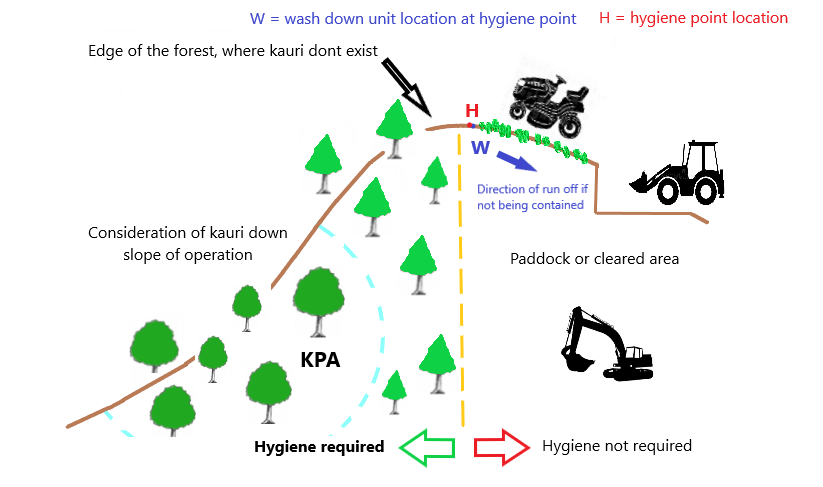 W = wash down unit location at hygiene point H = hygiene point location
Edge of the forest, where kauri dont exist
H
W
Direction of run off if
not being contained
Consideration of kauri down
slope of operation
Paddock or cleared area
KPA
Hygiene required
Hygiene not required